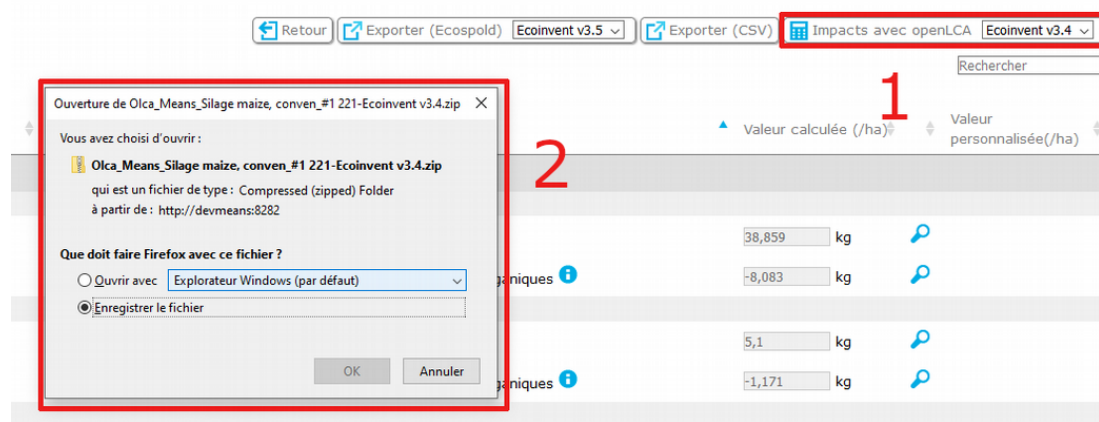 Retour Exporter (Ecospold) Ecoinvent v3.5 Exporter (CSV) Impacts avec openLCA Ecoinvent v3.4
Rechercher
1
Ouverture de Olca_Means_Silage maize, conven_#1 221-Ecoinvent v3.4.zip
Vous avez choisi d'ouvrir :
Olca_Means_Silage maize, conven_#1 221-Ecoinvent v3.4.zip
qui est un fichier de type : Compressed (zipped) Folder
à partir de : http://devmeans:8282
Que doit faire Firefox avec ce fichier ?
Ouvrir avec Explorateur Windows (par défaut)
Enregistrer le fichier
OK Annuler
2
Valeur calculée (/ha)
Valeur
personnalisée(/ha)
38,859 kg
ganiques -8,083 kg
5,1 kg
ganiques -1,171 kg